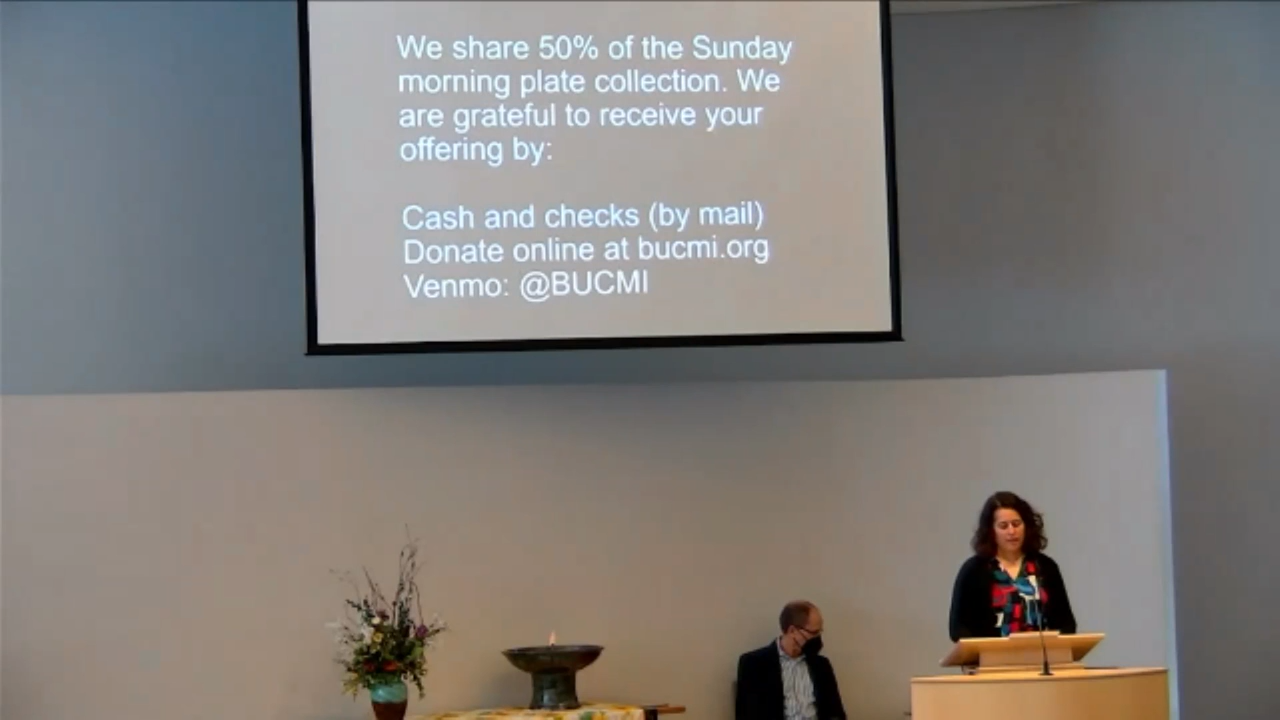 We share 50% of the Sunday
morning plate collection. We
are grateful to receive your
offering by:
Cash and checks (by mail)
Donate online at bucmi.org
Venmo: @BUCMI